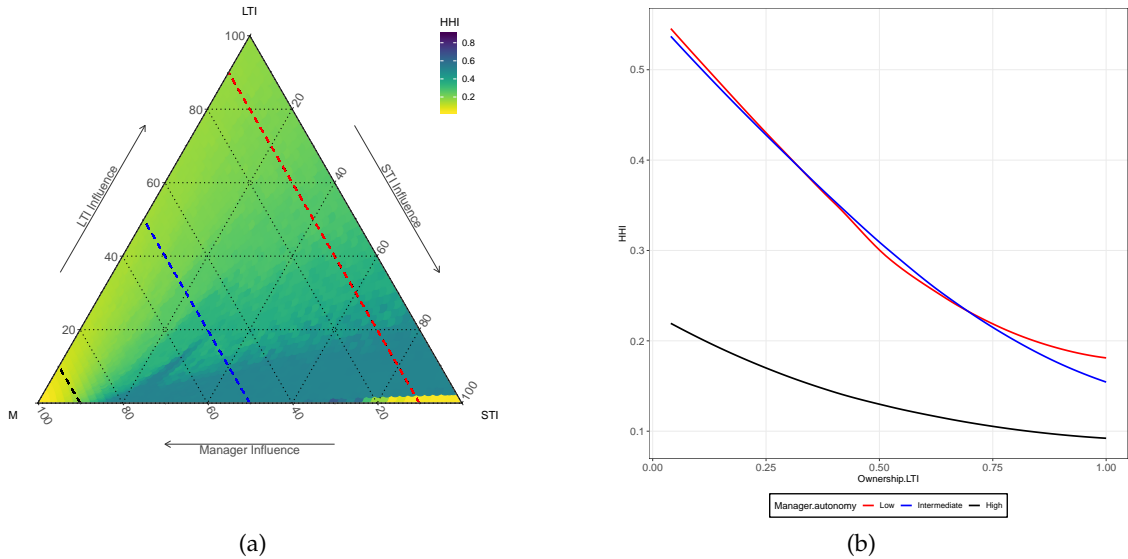 LTI
HHI
100
0.8
0.6
0.4
0.2
20
80
40
60
LTI Influence
STI Influence
60
40
80
20
100
M
100
80
60
40
20
STI
Manager Influence
(a)
0.5
0.4
0.3
0.2
0.1
HHI
0.00
0.25
0.50
0.75
1.00
Ownership.LTI
Manager.autonomy Low Intermediate High
(b)